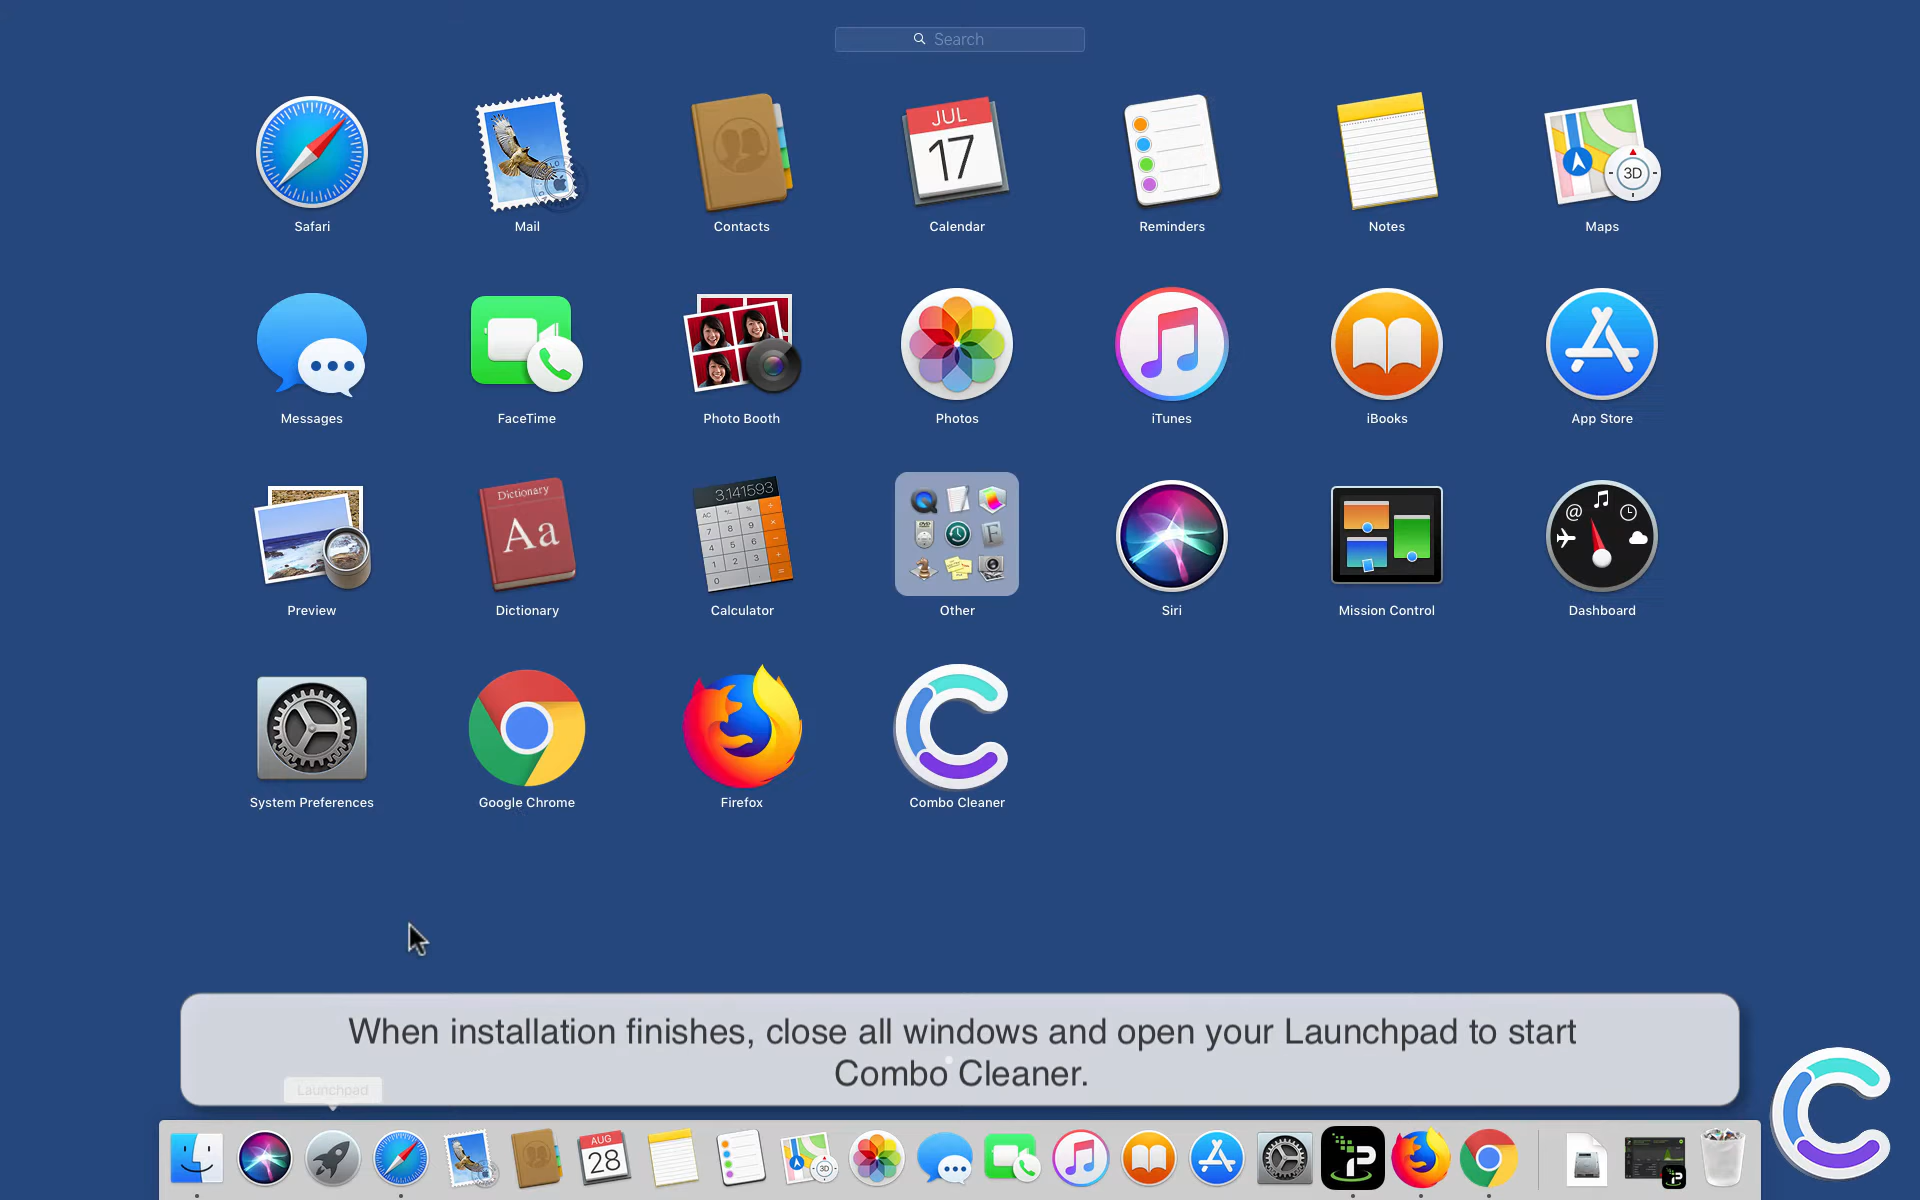 Search
JUL
17
3D
Safari
Mail
Contacts
Calendar
Reminders
Notes
Maps
Messages
FaceTime
Photo Booth
Photos
iTunes
iBooks
App Store
Dictionary
Aa
3.141593
Preview
Dictionary
Calculator
Other
Siri
Mission Control
Dashboard
System Preferences
Google Chrome
Firefox
Combo Cleaner
When installation finishes, close all windows and open your Launchpad to start
Combo Cleaner.
Launchpad
AUG
28
3D